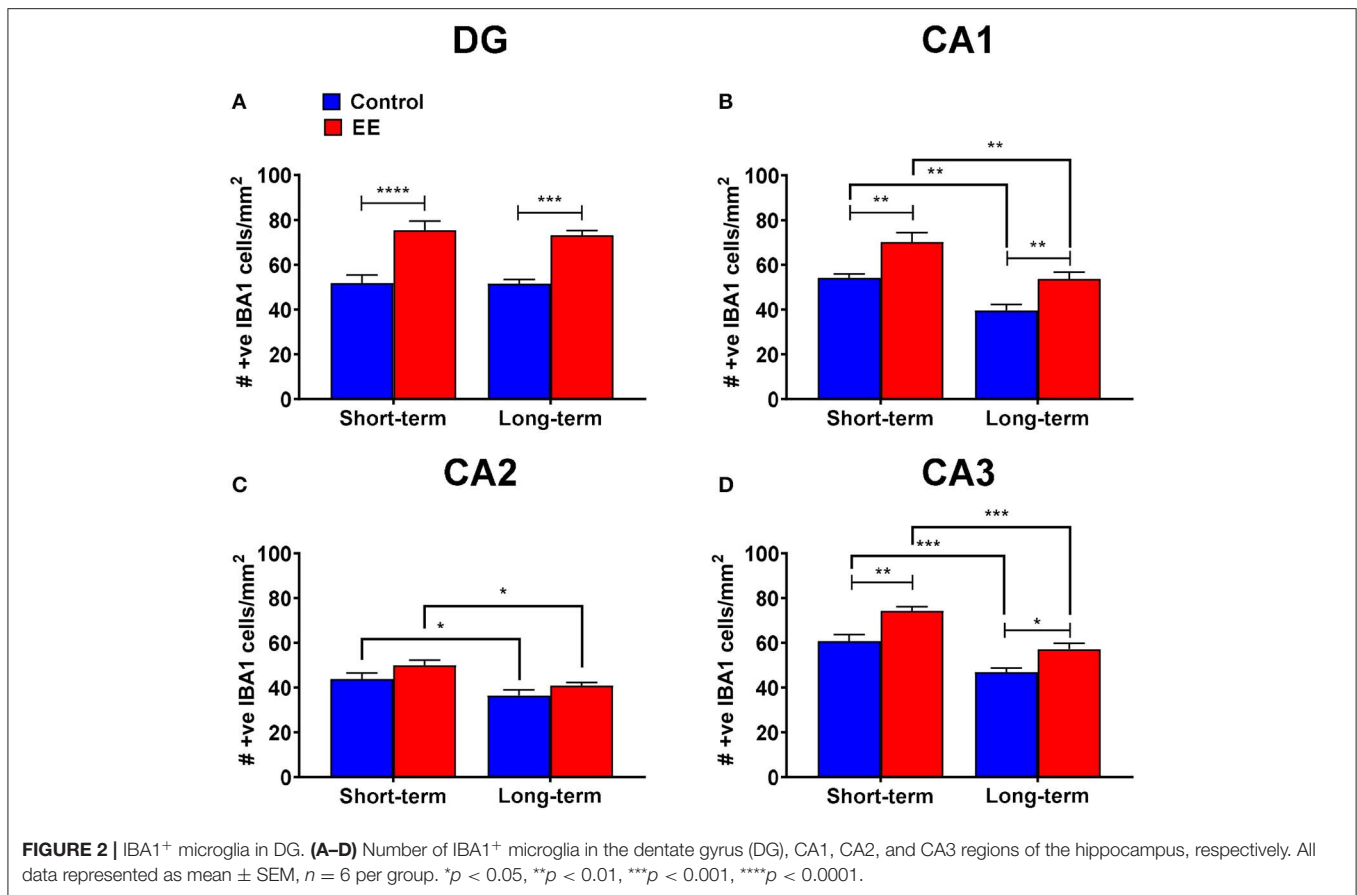 DG
CA1
A
Control
EE
B
# +ve IBA1 cells/mm²
100
80
60
40
20
0
****
***
Short-term
Long-term
# +ve IBA1 cells/mm²
100
80
60
40
20
0
**
**
**
**
Short-term
Long-term
CA2
CA3
C
D
# +ve IBA1 cells/mm²
100
80
60
40
20
0
*
*
Short-term
Long-term
# +ve IBA1 cells/mm²
100
80
60
40
20
0
***
***
**
*
Short-term
Long-term
FIGURE 2 | IBA1⁺ microglia in DG. (A–D) Number of IBA1⁺ microglia in the dentate gyrus (DG), CA1, CA2, and CA3 regions of the hippocampus, respectively. All
data represented as mean ± SEM, n = 6 per group. *p < 0.05, **p < 0.01, ***p < 0.001, ****p < 0.0001.